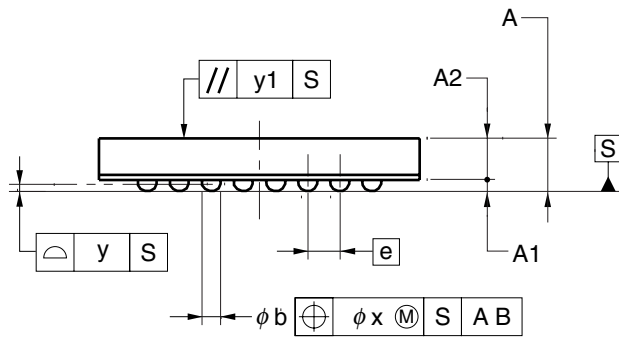 A
// y1 S
A2
S
⌓ y S
e
A1
φ b ⌖ φ x Ⓜ S A B